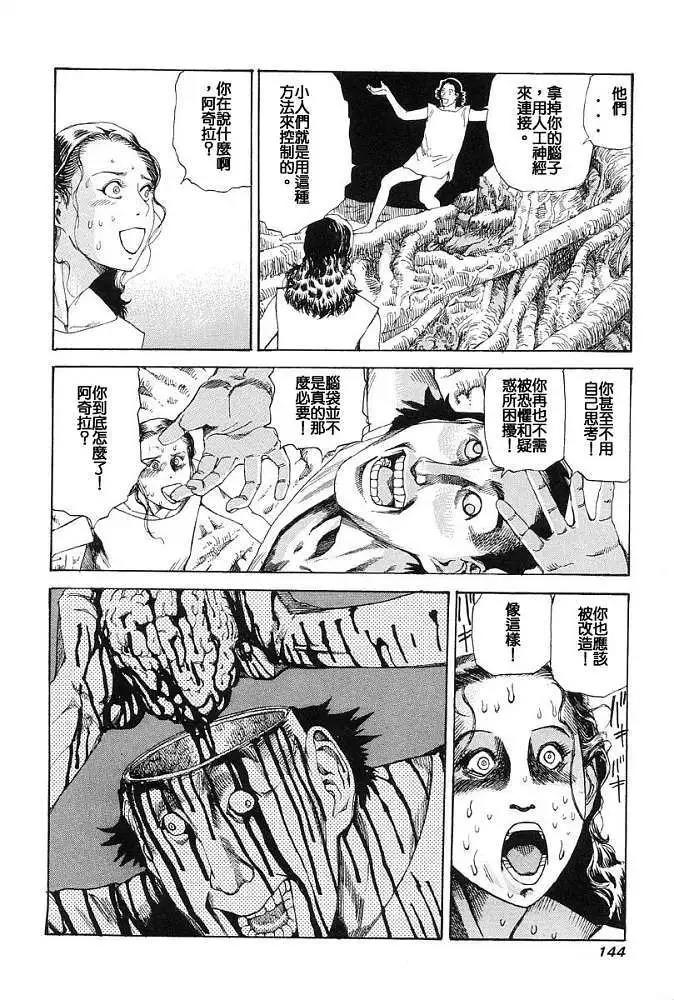 他們
...
拿掉你的腦子
，用人工神經
來連接。
小人們就是用這種
方法來控制的。
你在說什麼啊
，阿奇拉？
你甚至不用
自己思考！
你再也不需
被恐懼和疑
惑所困擾！
腦袋並不
是真的那
麼必要！
你到底怎麼了！
阿奇拉？
你也應該
被改造！
像這樣！
144